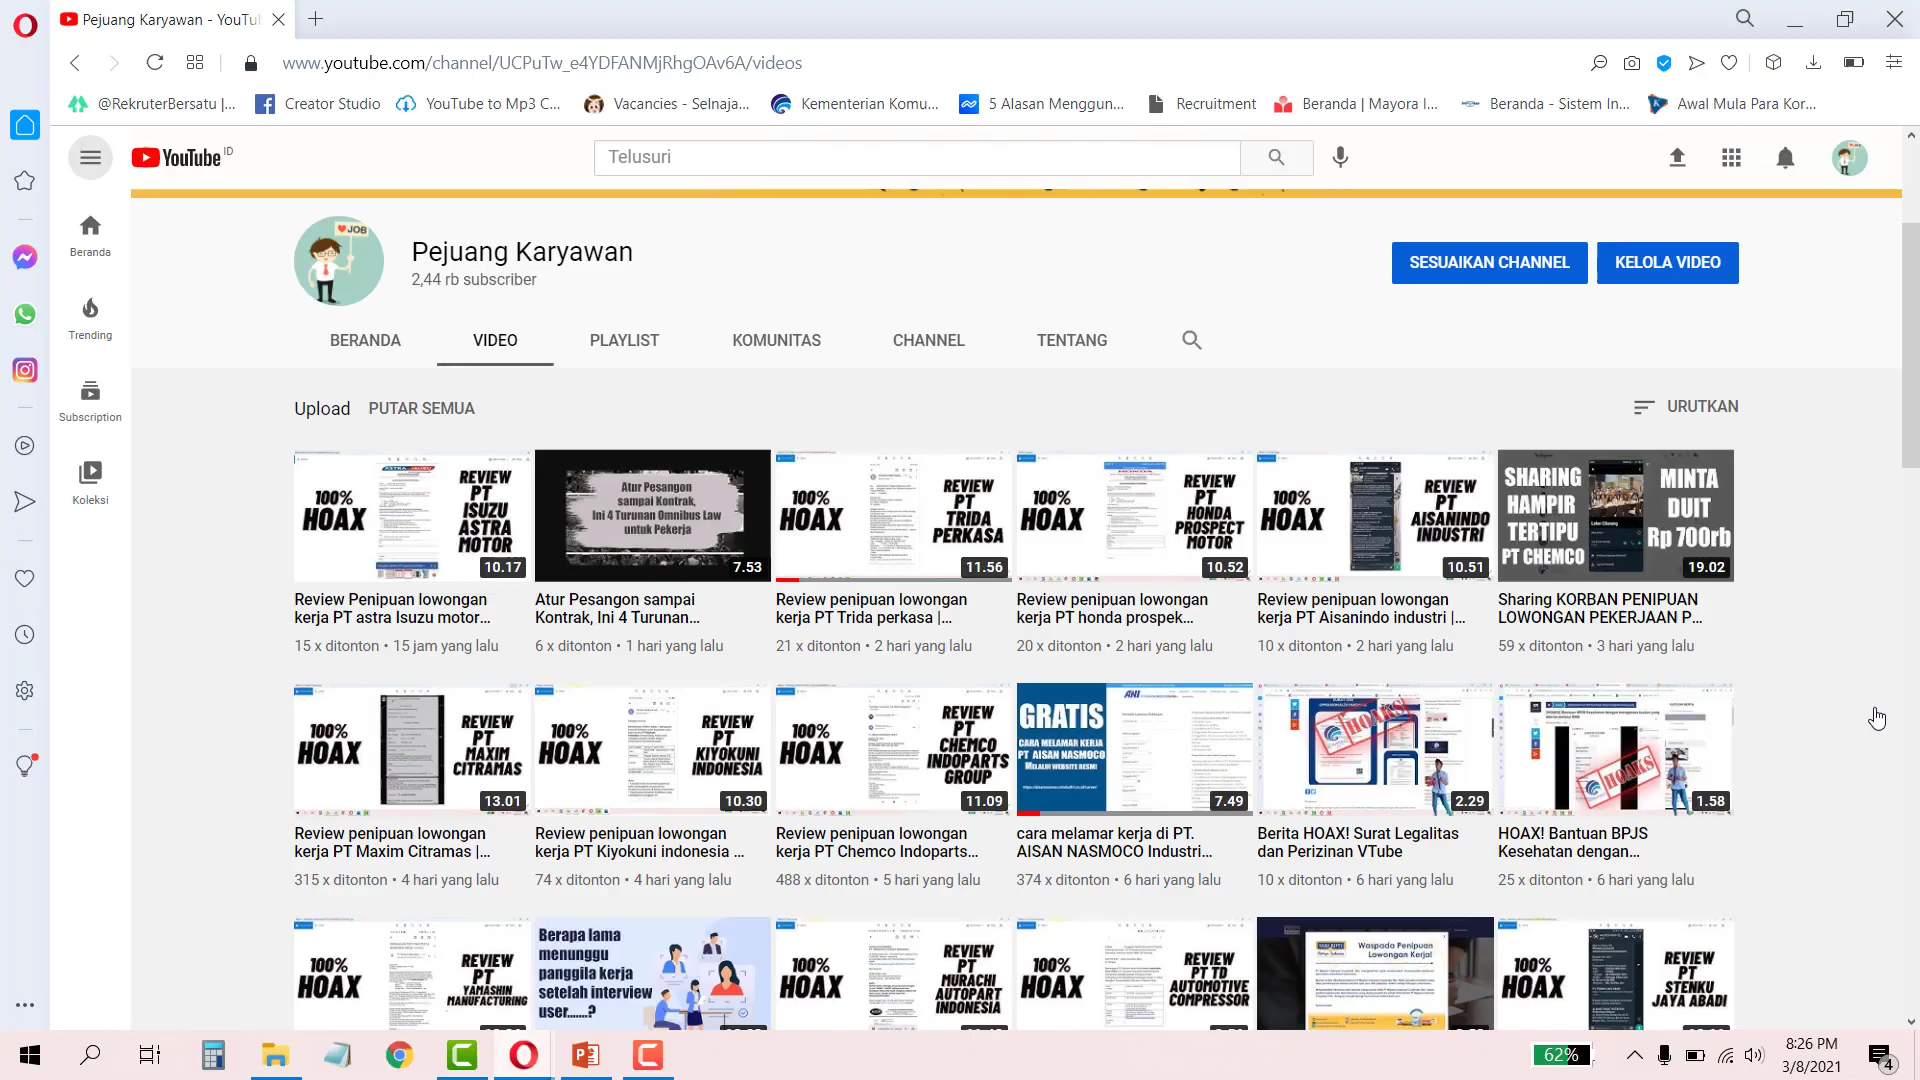 Pejuang Karyawan - YouTu
www.youtube.com/channel/UCPuTw_e4YDFANMjRhgOAv6A/videos
@RekruterBersatu |...
Creator Studio
YouTube to Mp3 C...
Vacancies - Selnaja...
Kementerian Komu...
5 Alasan Menggun...
Recruitment
Beranda | Mayora I...
Beranda - Sistem In...
Awal Mula Para Kor...
YouTube ID
Telusuri
Beranda
Trending
Subscription
Koleksi
JOB
Pejuang Karyawan
2,44 rb subscriber
SESUAIKAN CHANNEL
KELOLA VIDEO
BERANDA
VIDEO
PLAYLIST
KOMUNITAS
CHANNEL
TENTANG
Upload
PUTAR SEMUA
URUTKAN
100%
HOAX
REVIEW
PT
ISUZU
ASTRA
MOTOR
10.17
Atur Pesangon
sampai Kontrak,
Ini 4 Turunan Omnibus Law
untuk Pekerja
7.53
100%
HOAX
REVIEW
PT
TRIDA
PERKASA
11.56
100%
HOAX
REVIEW
PT
HONDA
PROSPECT
MOTOR
10.52
100%
HOAX
REVIEW
PT
AISANINDO
INDUSTRI
10.51
SHARING
HAMPIR
TERTIPU
PT CHEMCO
MINTA
DUIT
Rp 700rb
19.02
Review Penipuan lowongan
kerja PT astra Isuzu motor...
15 x ditonton • 15 jam yang lalu
Atur Pesangon sampai
Kontrak, Ini 4 Turunan...
6 x ditonton • 1 hari yang lalu
Review penipuan lowongan
kerja PT Trida perkasa |...
21 x ditonton • 2 hari yang lalu
Review penipuan lowongan
kerja PT honda prospek...
20 x ditonton • 2 hari yang lalu
Review penipuan lowongan
kerja PT Aisanindo industri |...
10 x ditonton • 2 hari yang lalu
Sharing KORBAN PENIPUAN
LOWONGAN PEKERJAAN P...
59 x ditonton • 3 hari yang lalu
100%
HOAX
REVIEW
PT
MAXIM
CITRAMAS
13.01
100%
HOAX
REVIEW
PT
KIYOKUNI
INDONESIA
10.30
100%
HOAX
REVIEW
PT
CHEMCO
INDOPARTS
GROUP
11.09
GRATIS
CARA MELAMAR KERJA
PT AISAN NASMOCO
MELALUI WEBSITE RESMI
ANI
7.49
HOAKS
2.29
HOAKS
1.58
Review penipuan lowongan
kerja PT Maxim Citramas |...
315 x ditonton • 4 hari yang lalu
Review penipuan lowongan
kerja PT Kiyokuni indonesia ...
74 x ditonton • 4 hari yang lalu
Review penipuan lowongan
kerja PT Chemco Indoparts...
488 x ditonton • 5 hari yang lalu
cara melamar kerja di PT.
AISAN NASMOCO Industri...
374 x ditonton • 6 hari yang lalu
Berita HOAX! Surat Legalitas
dan Perizinan VTube
10 x ditonton • 6 hari yang lalu
HOAX! Bantuan BPJS
Kesehatan dengan...
25 x ditonton • 6 hari yang lalu
100%
HOAX
REVIEW
PT
YAMASHIN
MANUFACTURING
Berapa lama
menunggu
panggila kerja
setelah interview
user.......?
100%
HOAX
REVIEW
PT
MURACHI
AUTOPART
INDONESIA
100%
HOAX
REVIEW
PT TD
AUTOMOTIVE
COMPRESSOR
Waspada Penipuan
Lowongan Kerja!
100%
HOAX
REVIEW
PT
STENKU
JAYA ABADI
62%
8:26 PM
3/8/2021
4